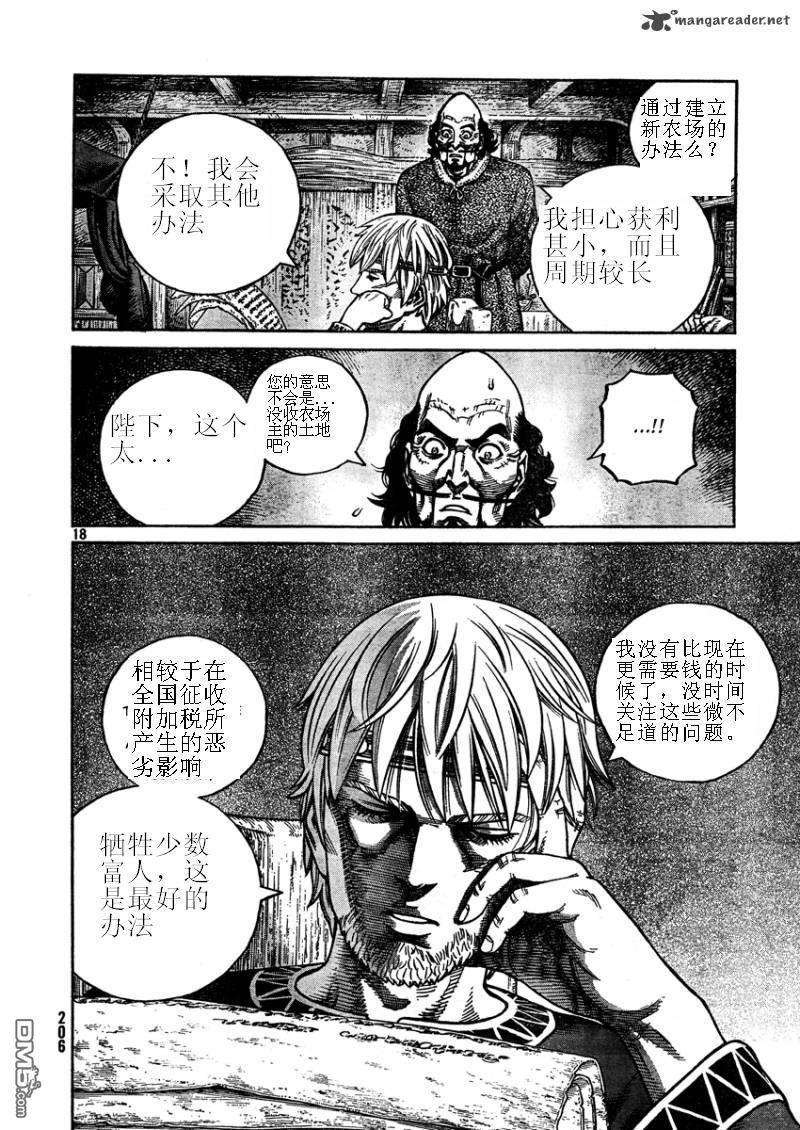 mangareader.net
通过建立
新农场的
办法么？
我担心获利
甚小，而且
周期较长
不！我会
采取其他
办法
...!!
您的意思
不会是...
没收农场
主的土地
吧？
陛下，这个
太...
18
我没有比现在
更需要钱的时
候了，没时间
关注这些微不
足道的问题。
相较于在
全国征收
附加税所
产生的恶
劣影响
牺牲少数
富人，这
是最好的
办法
206